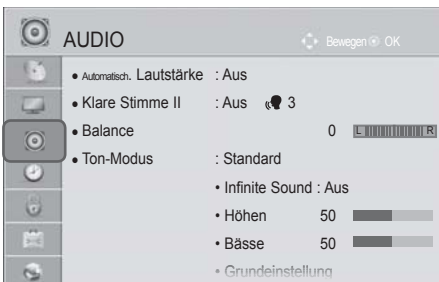 AUDIO
Bewegen OK
• Automatisch. Lautstärke : Aus
• Klare Stimme II : Aus 3
• Balance 0 L R
• Ton-Modus : Standard
• Infinite Sound : Aus
• Höhen 50
• Bässe 50
• Grundeinstellung